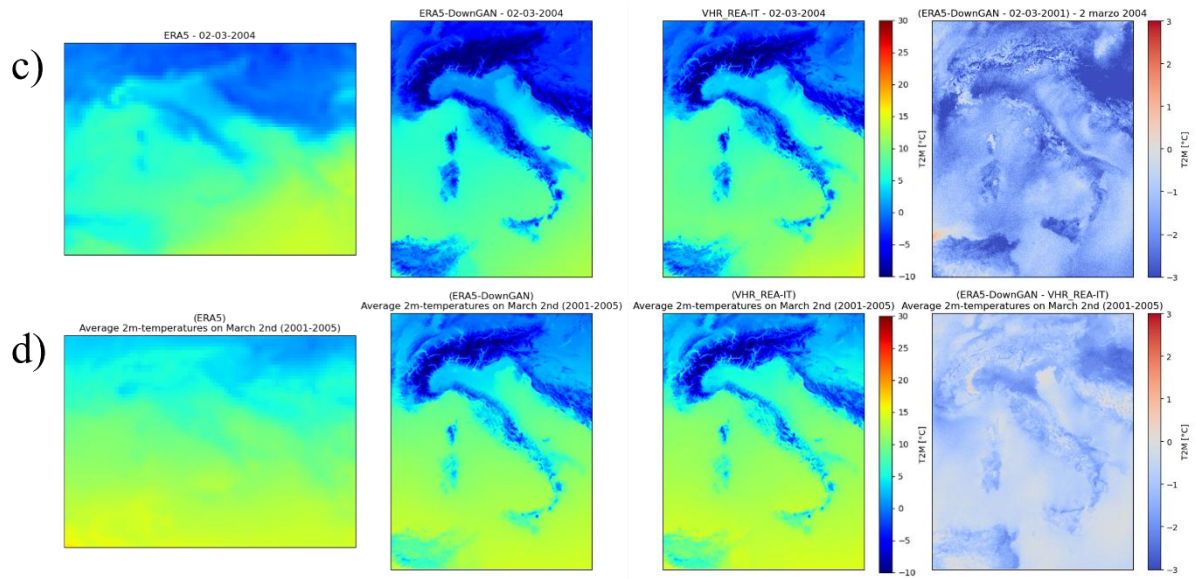 c)
ERA5 - 02-03-2004
ERA5-DownGAN - 02-03-2004
VHR_REA-IT - 02-03-2004
30
25
20
15
10
5
0
−5
−10
T2M [°C]
(ERA5-DownGAN - 02-03-2001) - 2 marzo 2004
3
2
1
0
−1
−2
−3
T2M [°C]
d)
(ERA5)
Average 2m-temperatures on March 2nd (2001-2005)
(ERA5-DownGAN)
Average 2m-temperatures on March 2nd (2001-2005)
(VHR_REA-IT)
Average 2m-temperatures on March 2nd (2001-2005)
30
25
20
15
10
5
0
−5
−10
T2M [°C]
(ERA5-DownGAN - VHR_REA-IT)
Average 2m-temperatures on March 2nd (2001-2005)
3
2
1
0
−1
−2
−3
T2M [°C]